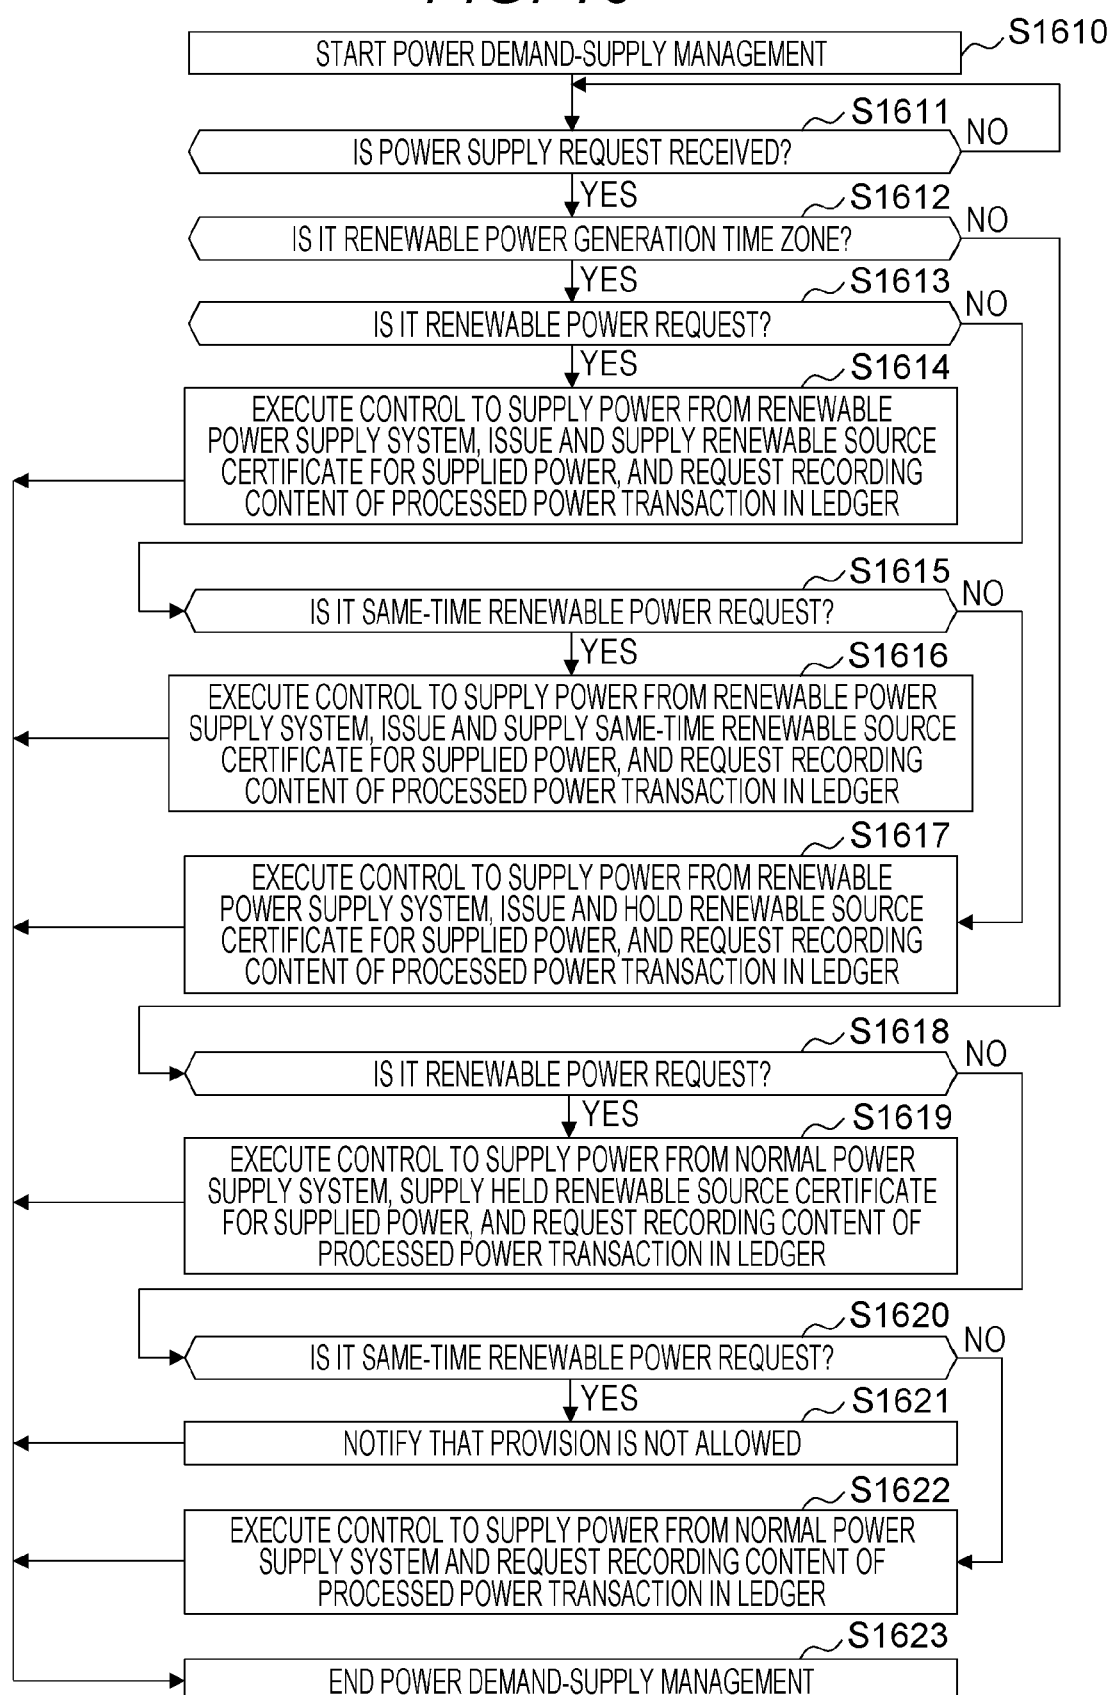 S1610
START POWER DEMAND-SUPPLY MANAGEMENT
S1611
IS POWER SUPPLY REQUEST RECEIVED?
NO
YES
S1612
IS IT RENEWABLE POWER GENERATION TIME ZONE?
NO
YES
S1613
IS IT RENEWABLE POWER REQUEST?
NO
YES
S1614
EXECUTE CONTROL TO SUPPLY POWER FROM RENEWABLE
POWER SUPPLY SYSTEM, ISSUE AND SUPPLY RENEWABLE SOURCE
CERTIFICATE FOR SUPPLIED POWER, AND REQUEST RECORDING
CONTENT OF PROCESSED POWER TRANSACTION IN LEDGER
S1615
IS IT SAME-TIME RENEWABLE POWER REQUEST?
NO
YES
S1616
EXECUTE CONTROL TO SUPPLY POWER FROM RENEWABLE POWER
SUPPLY SYSTEM, ISSUE AND SUPPLY SAME-TIME RENEWABLE SOURCE
CERTIFICATE FOR SUPPLIED POWER, AND REQUEST RECORDING
CONTENT OF PROCESSED POWER TRANSACTION IN LEDGER
S1617
EXECUTE CONTROL TO SUPPLY POWER FROM RENEWABLE
POWER SUPPLY SYSTEM, ISSUE AND HOLD RENEWABLE SOURCE
CERTIFICATE FOR SUPPLIED POWER, AND REQUEST RECORDING
CONTENT OF PROCESSED POWER TRANSACTION IN LEDGER
S1618
IS IT RENEWABLE POWER REQUEST?
NO
YES
S1619
EXECUTE CONTROL TO SUPPLY POWER FROM NORMAL POWER
SUPPLY SYSTEM, SUPPLY HELD RENEWABLE SOURCE CERTIFICATE
FOR SUPPLIED POWER, AND REQUEST RECORDING CONTENT OF
PROCESSED POWER TRANSACTION IN LEDGER
S1620
IS IT SAME-TIME RENEWABLE POWER REQUEST?
NO
YES
S1621
NOTIFY THAT PROVISION IS NOT ALLOWED
S1622
EXECUTE CONTROL TO SUPPLY POWER FROM NORMAL POWER
SUPPLY SYSTEM AND REQUEST RECORDING CONTENT OF
PROCESSED POWER TRANSACTION IN LEDGER
S1623
END POWER DEMAND-SUPPLY MANAGEMENT